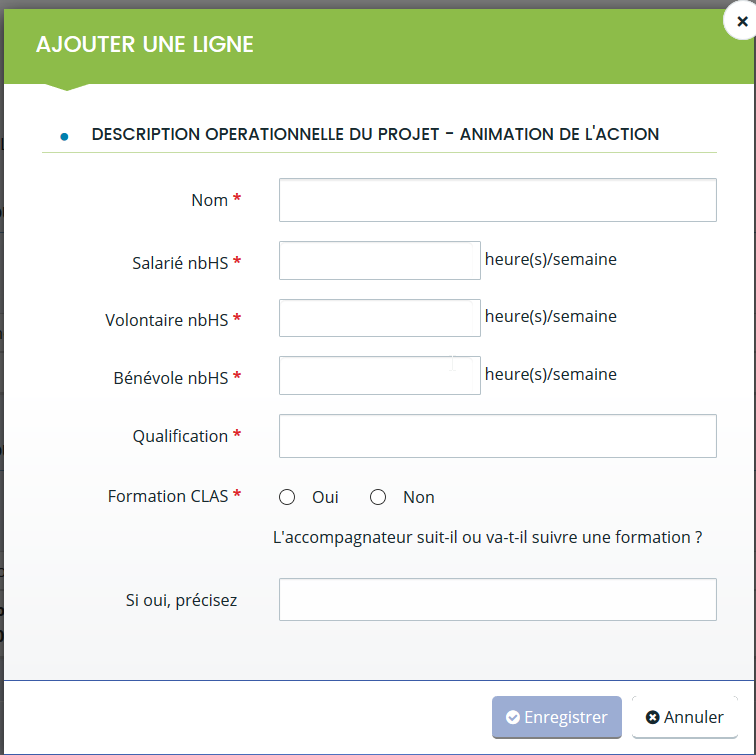 AJOUTER UNE LIGNE
DESCRIPTION OPERATIONNELLE DU PROJET - ANIMATION DE L'ACTION
Nom *
Salarié nbHS * heure(s)/semaine
Volontaire nbHS * heure(s)/semaine
Bénévole nbHS * heure(s)/semaine
Qualification *
Formation CLAS * Oui Non
L'accompagnateur suit-il ou va-t-il suivre une formation ?
Si oui, précisez
Enregistrer Annuler